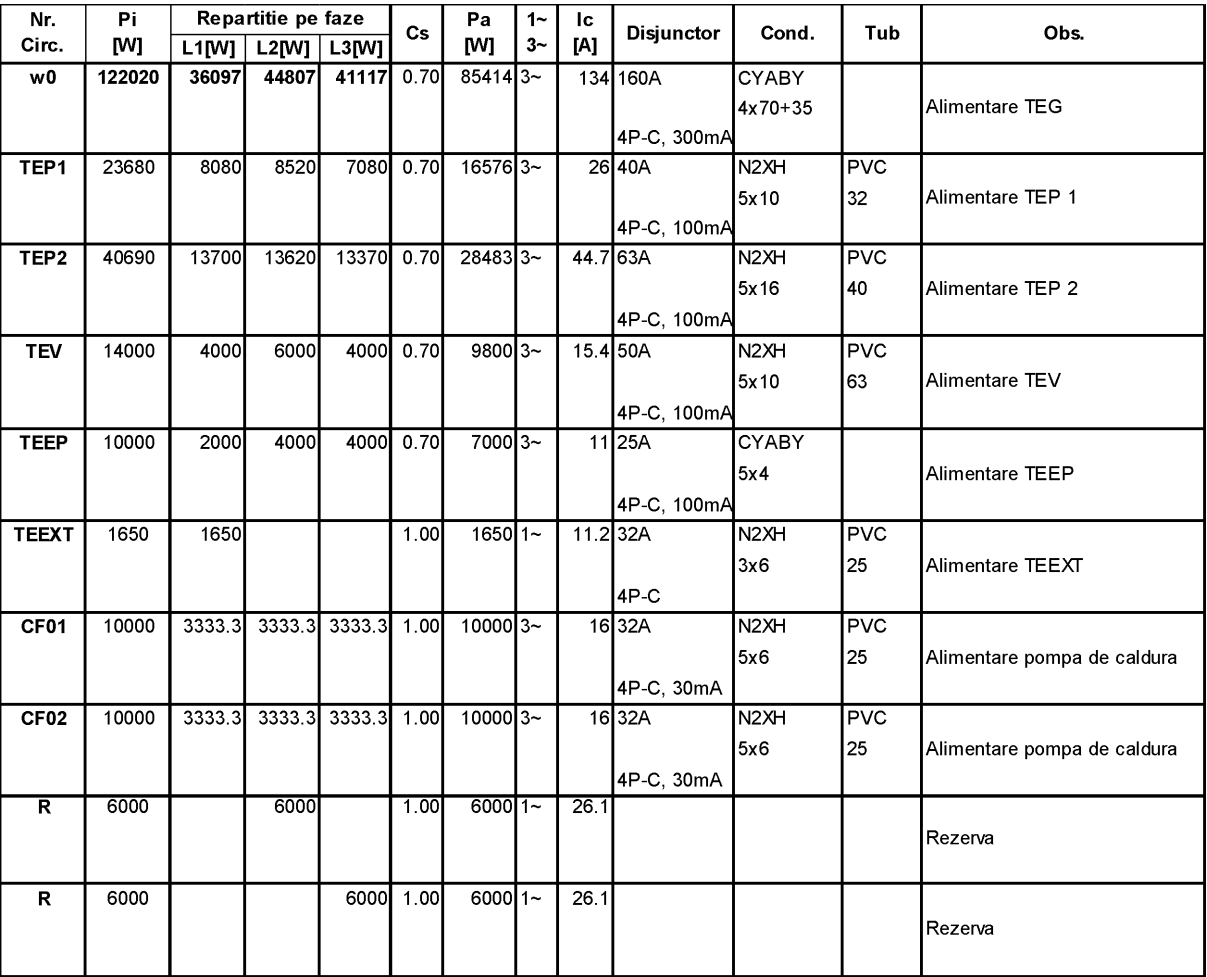 Nr. Circ. Pi [W] Repartitie pe faze L1[W] L2[W] L3[W] Cs Pa [W] 1~ 3~ Ic [A] Disjunctor Cond. Tub Obs.
w0 122020 36097 44807 41117 0.70 85414 3~ 134 160A CYABY
4x70+35 Alimentare TEG
4P-C, 300mA
TEP1 23680 8080 8520 7080 0.70 16576 3~ 26 40A N2XH PVC
5x10 32 Alimentare TEP 1
4P-C, 100mA
TEP2 40690 13700 13620 13370 0.70 28483 3~ 44.7 63A N2XH PVC
5x16 40 Alimentare TEP 2
4P-C, 100mA
TEV 14000 4000 6000 4000 0.70 9800 3~ 15.4 50A N2XH PVC
5x10 63 Alimentare TEV
4P-C, 100mA
TEEP 10000 2000 4000 4000 0.70 7000 3~ 11 25A CYABY
5x4 Alimentare TEEP
4P-C, 100mA
TEEXT 1650 1650 1.00 1650 1~ 11.2 32A N2XH PVC
3x6 25 Alimentare TEEXT
4P-C
CF01 10000 3333.3 3333.3 3333.3 1.00 10000 3~ 16 32A N2XH PVC
5x6 25 Alimentare pompa de caldura
4P-C, 30mA
CF02 10000 3333.3 3333.3 3333.3 1.00 10000 3~ 16 32A N2XH PVC
5x6 25 Alimentare pompa de caldura
4P-C, 30mA
R 6000 6000 1.00 6000 1~ 26.1
Rezerva
R 6000 6000 1.00 6000 1~ 26.1
Rezerva